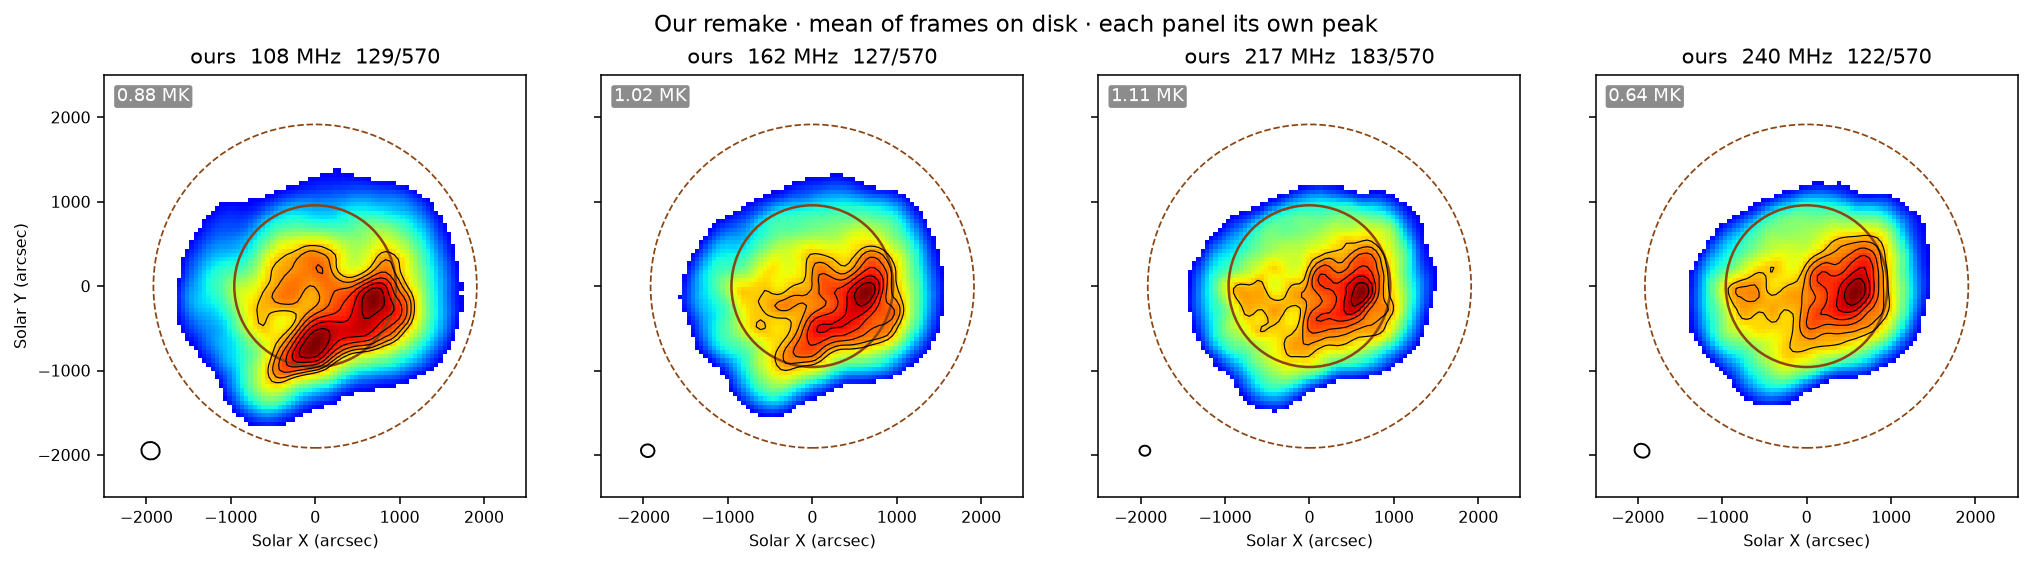 Our remake · mean of frames on disk · each panel its own peak
ours 108 MHz 129/570
ours 162 MHz 127/570
ours 217 MHz 183/570
ours 240 MHz 122/570
0.88 MK
1.02 MK
1.11 MK
0.64 MK
Solar Y (arcsec)
2000
1000
0
−1000
−2000
−2000 −1000 0 1000 2000
−2000 −1000 0 1000 2000
−2000 −1000 0 1000 2000
−2000 −1000 0 1000 2000
Solar X (arcsec)
Solar X (arcsec)
Solar X (arcsec)
Solar X (arcsec)